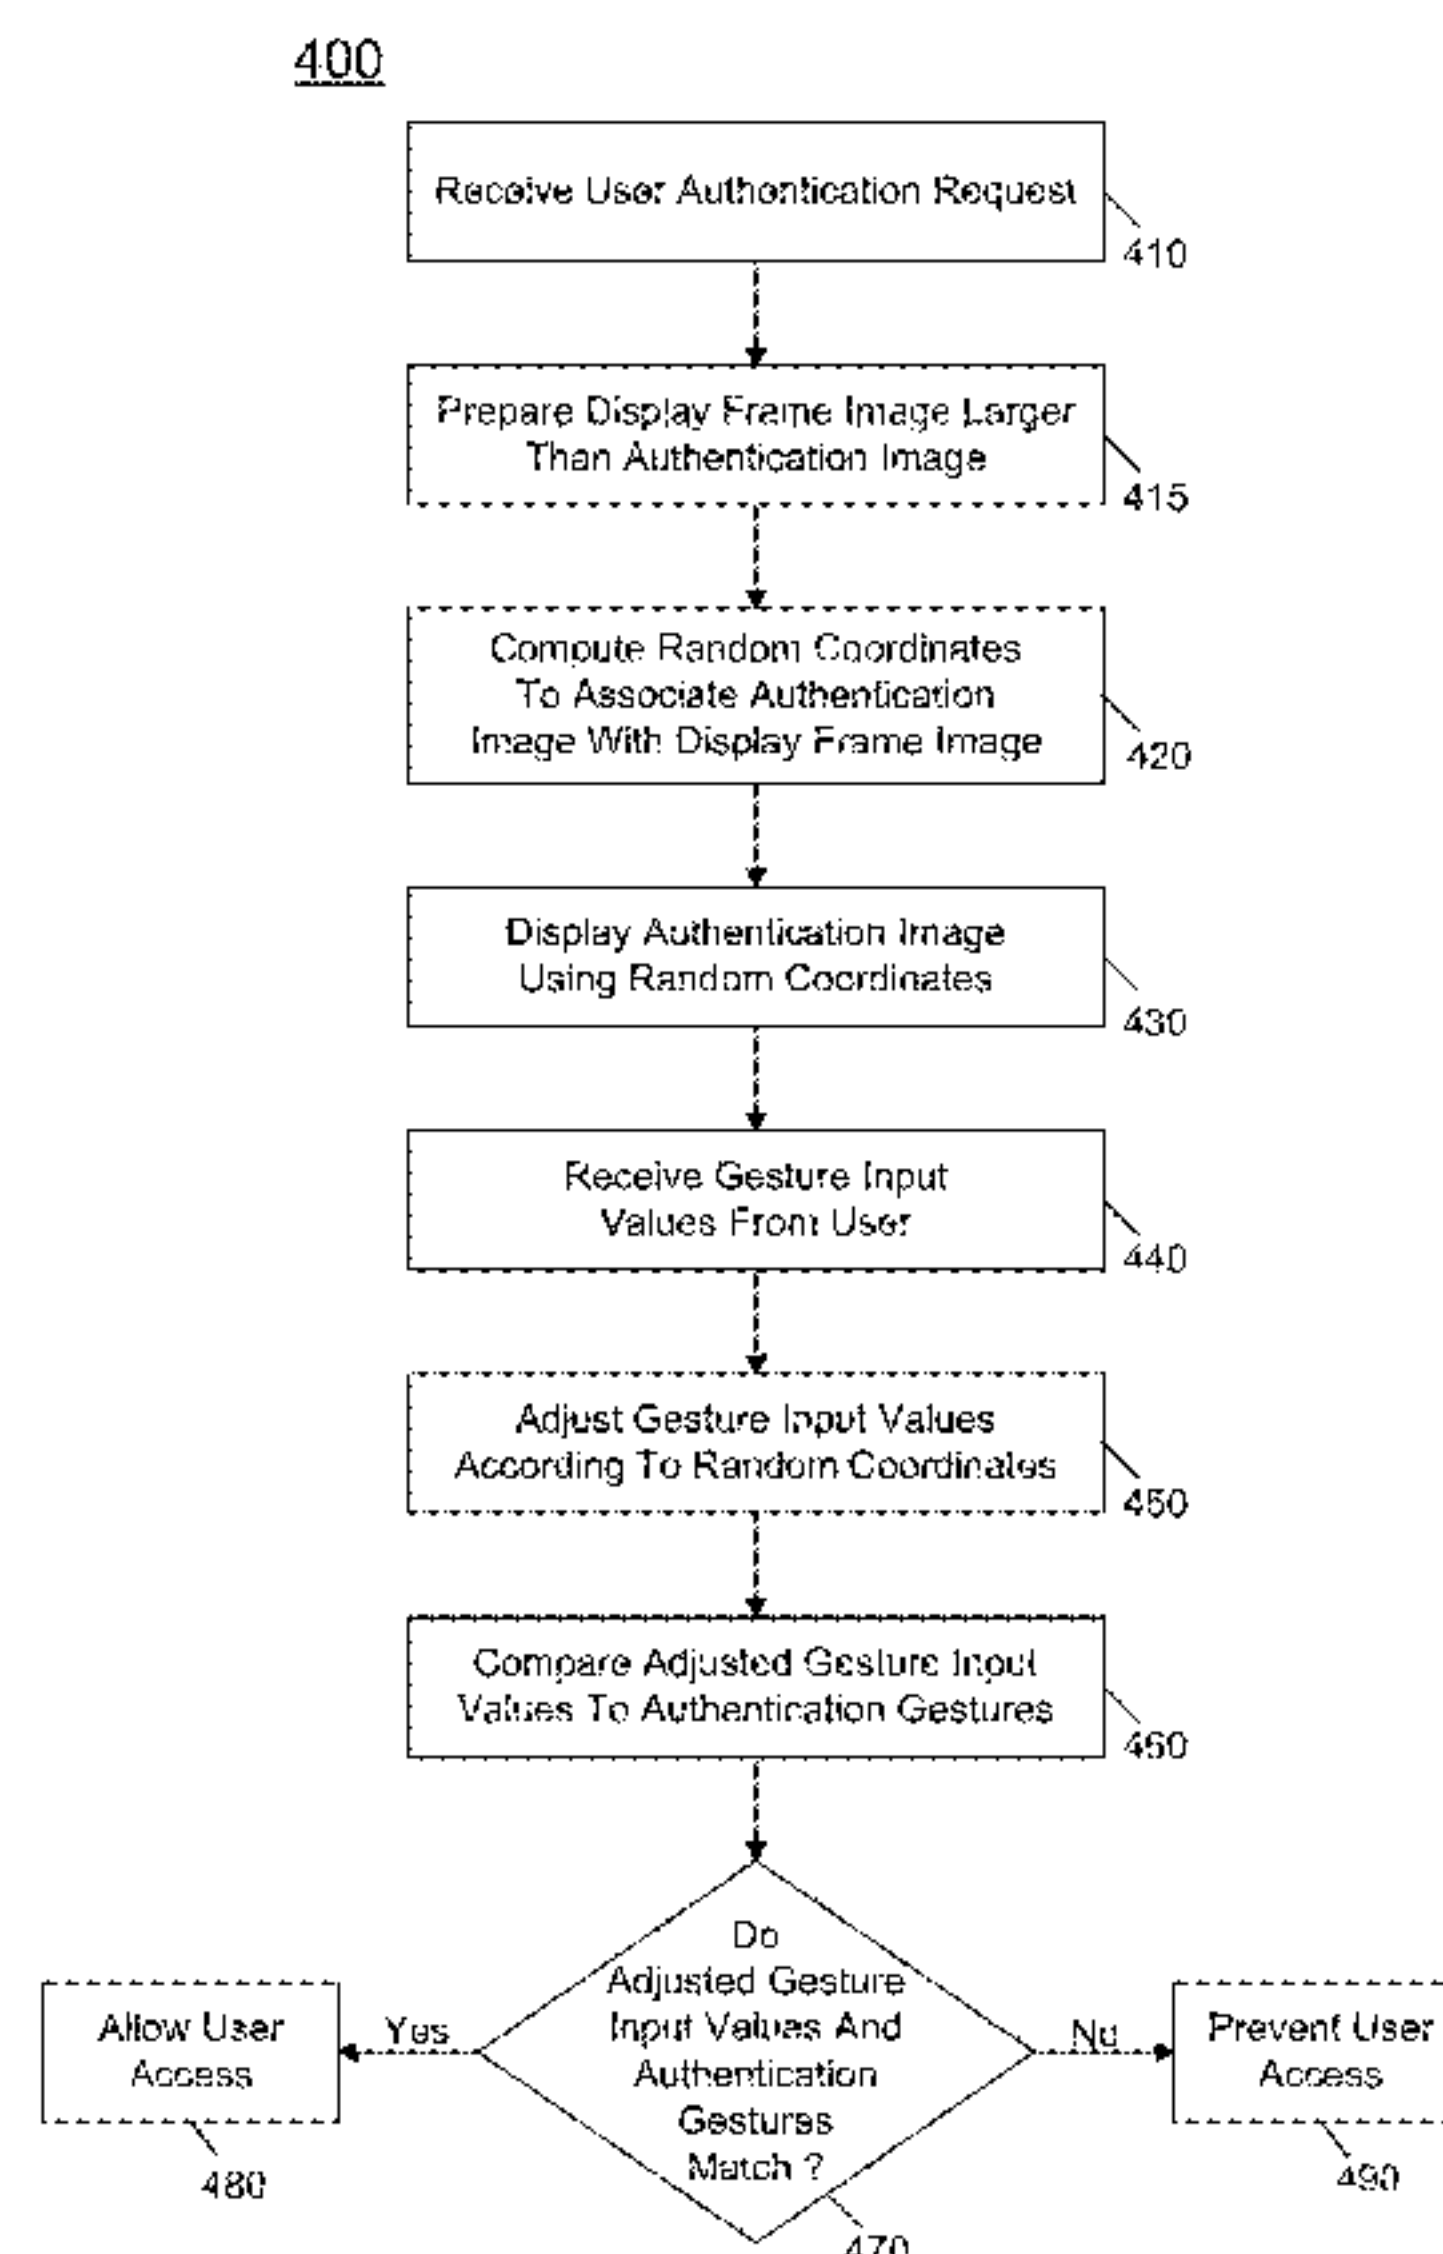 400
Receive User Authentication Request
410
Prepare Display Frame Image Larger
Than Authentication Image
415
Compute Random Coordinates
To Associate Authentication
Image With Display Frame Image
420
Display Authentication Image
Using Random Coordinates
430
Receive Gesture Input
Values From User
440
Adjust Gesture Input Values
According To Random Coordinates
450
Compare Adjusted Gesture Input
Values To Authentication Gestures
460
Do
Adjusted Gesture
Input Values And
Authentication
Gestures
Match ?
470
Yes
Allow User
Access
480
No
Prevent User
Access
490